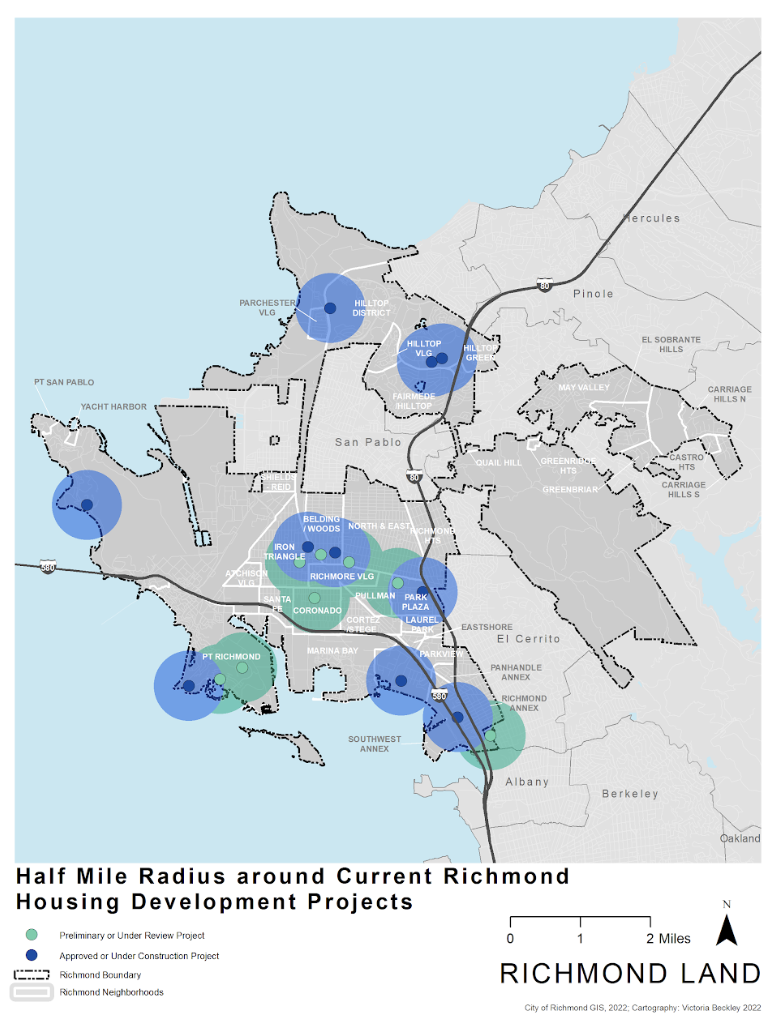 Hercules
80
Pinole
PARCHESTER
VLG
HILLTOP
DISTRICT
HILLTOP
VLG
HILLTOP
GREEN
EL SOBRANTE
HILLS
PT SAN PABLO
YACHT HARBOR
MAY VALLEY
CARRIAGE
HILLS N
FAIRMEDE
/HILLTOP
San Pablo
QUAIL HILL
GREENRIDGE
HTS
CASTRO
HTS
GREENBRIAR
CARRIAGE
HILLS S
80
SHIELDS
REID
BELDING
/ WOODS
NORTH & EAST
RICHMOND
HTS
IRON
TRIANGLE
580
ATCHISON
VLG
RICHMORE VLG
SANTA
FE
CORONADO
PULLMAN
PARK
PLAZA
CORTEZ
/STEGE
LAUREL
PARK
EASTSHORE
El Cerrito
PT RICHMOND
MARINA BAY
PARKVIEW
PANHANDLE
ANNEX
580
RICHMOND
ANNEX
SOUTHWEST
ANNEX
Albany
Berkeley
Oakland
Half Mile Radius around Current Richmond
Housing Development Projects
Preliminary or Under Review Project
Approved or Under Construction Project
Richmond Boundary
Richmond Neighborhoods
N
0 1 2 Miles
RICHMOND LAND
City of Richmond GIS, 2022; Cartography: Victoria Beckley 2022